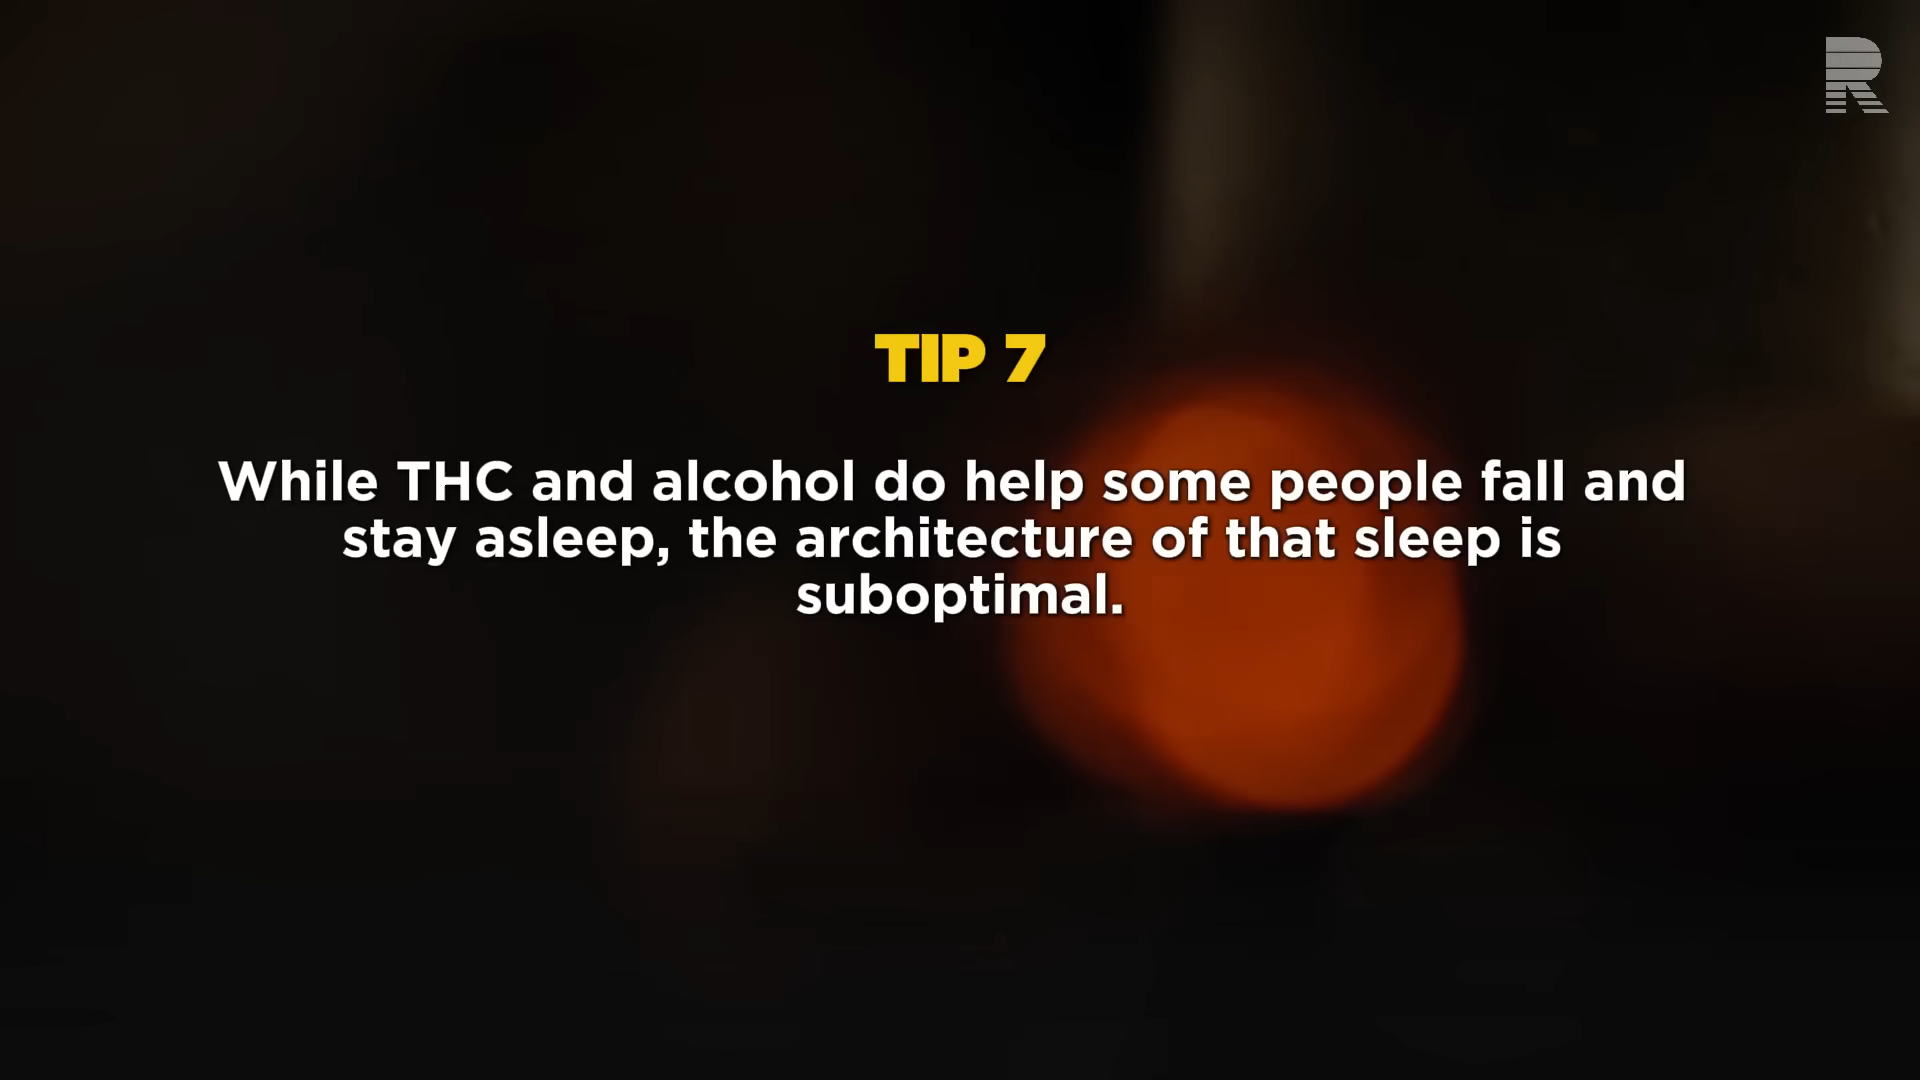 TIP 7
While THC and alcohol do help some people fall and
stay asleep, the architecture of that sleep is
suboptimal.
R